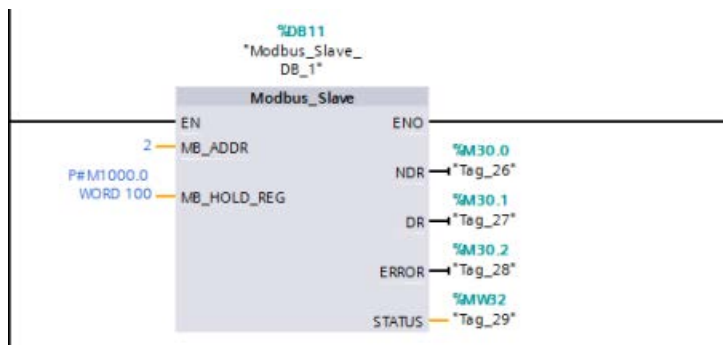 %DB11
"Modbus_Slave_
DB_1"
Modbus_Slave
EN
ENO
2
MB_ADDR
%M30.0
NDR
"Tag_26"
P#M1000.0
WORD 100
MB_HOLD_REG
%M30.1
DR
"Tag_27"
%M30.2
ERROR
"Tag_28"
%MW32
STATUS
"Tag_29"